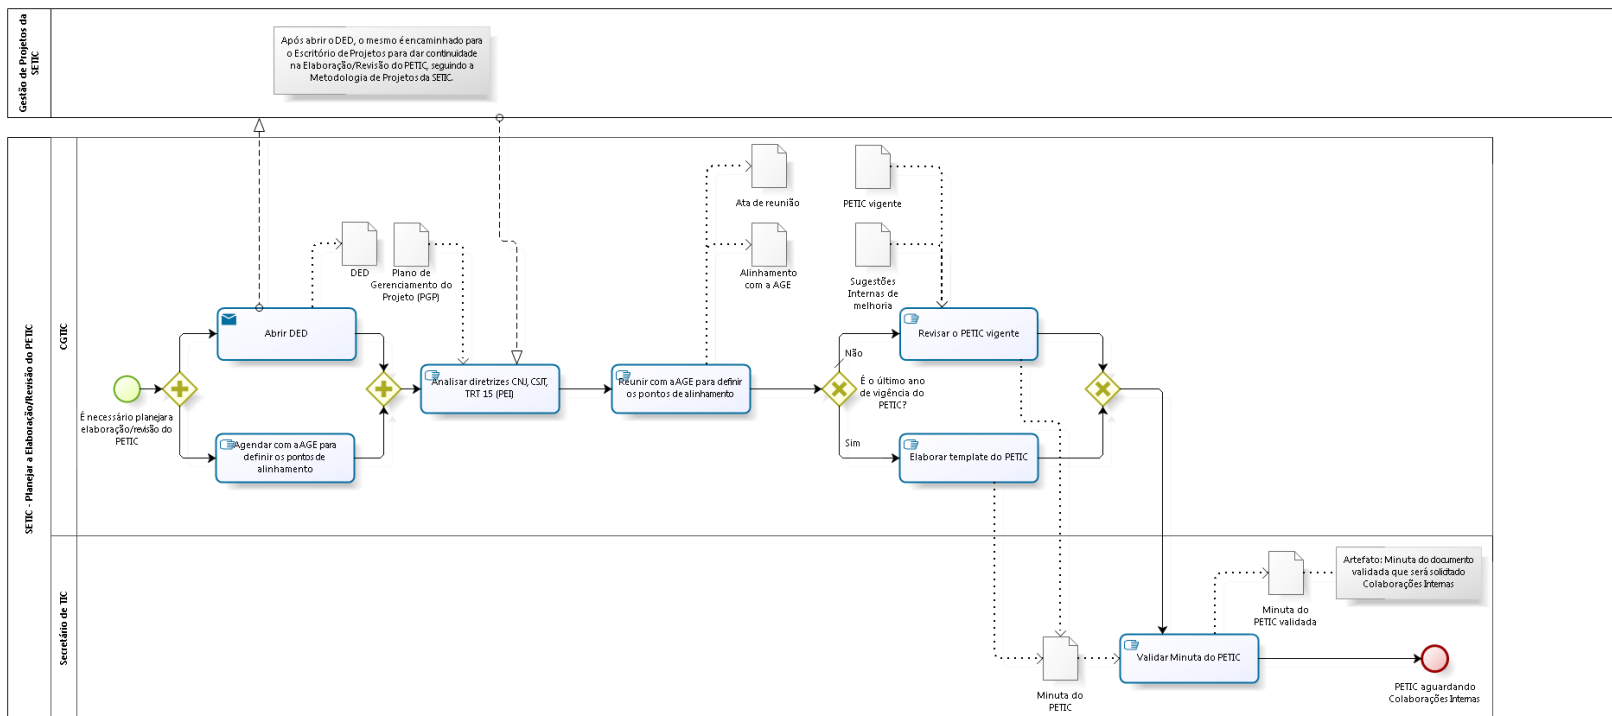 Gestão de Projetos da
SETIC
Após abrir o DED, o mesmo é encaminhado para
o Escritório de Projetos para dar continuidade
na Elaboração/Revisão do PETIC, seguindo a
Metodologia de Projetos da SETIC.
SETIC - Planejar a Elaboração/Revisão do PETIC
CGTIC
Ata de reunião
PETIC vigente
DED
Plano de
Gerenciamento do
Projeto (PGP)
Alinhamento
com a AGE
Sugestões
Internas de
melhoria
Abrir DED
Revisar o PETIC vigente
Não
É necessário planejar a
elaboração/revisão do
PETIC
Analisar diretrizes CNJ, CSJT,
TRT 15 (PEI)
Reunir com a AGE para definir
os pontos de alinhamento
É o último ano
de vigência do
PETIC?
Sim
Agendar com a AGE para
definir os pontos de
alinhamento
Elaborar template do PETIC
Secretário de TIC
Artefato: Minuta do documento
validada que será solicitado
Colaborações Internas
Minuta do
PETIC validada
Validar Minuta do PETIC
Minuta do
PETIC
PETIC aguardando
Colaborações Internas